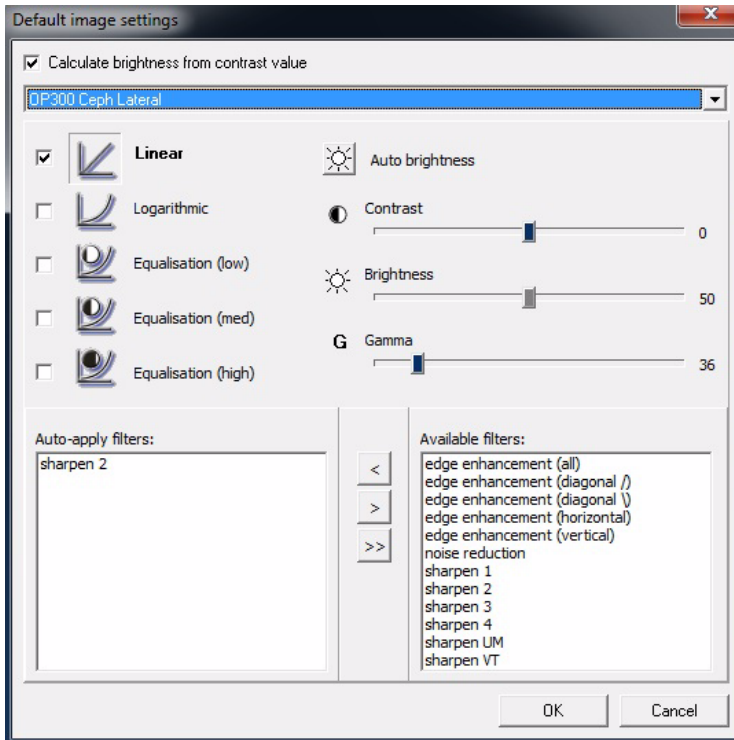 Default image settings
x
Calculate brightness from contrast value
OP300 Ceph Lateral
Linear
Auto brightness
Logarithmic
Contrast
0
Equalisation (low)
Brightness
50
Equalisation (med)
G Gamma
36
Equalisation (high)
Auto-apply filters:
sharpen 2
<
>
>>
Available filters:
edge enhancement (all)
edge enhancement (diagonal /)
edge enhancement (diagonal \)
edge enhancement (horizontal)
edge enhancement (vertical)
noise reduction
sharpen 1
sharpen 2
sharpen 3
sharpen 4
sharpen UM
sharpen VT
OK
Cancel